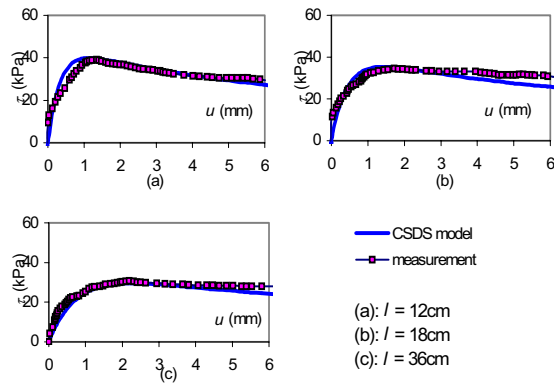 60
40
20
0
τ (kPa)
u (mm)
0 1 2 3 4 5 6
(a)
60
40
20
0
τ (kPa)
u (mm)
0 1 2 3 4 5 6
(b)
60
40
20
0
τ (kPa)
u (mm)
0 1 2 3 4 5 6
(c)
CSDS model
measurement
(a): l = 12cm
(b): l = 18cm
(c): l = 36cm